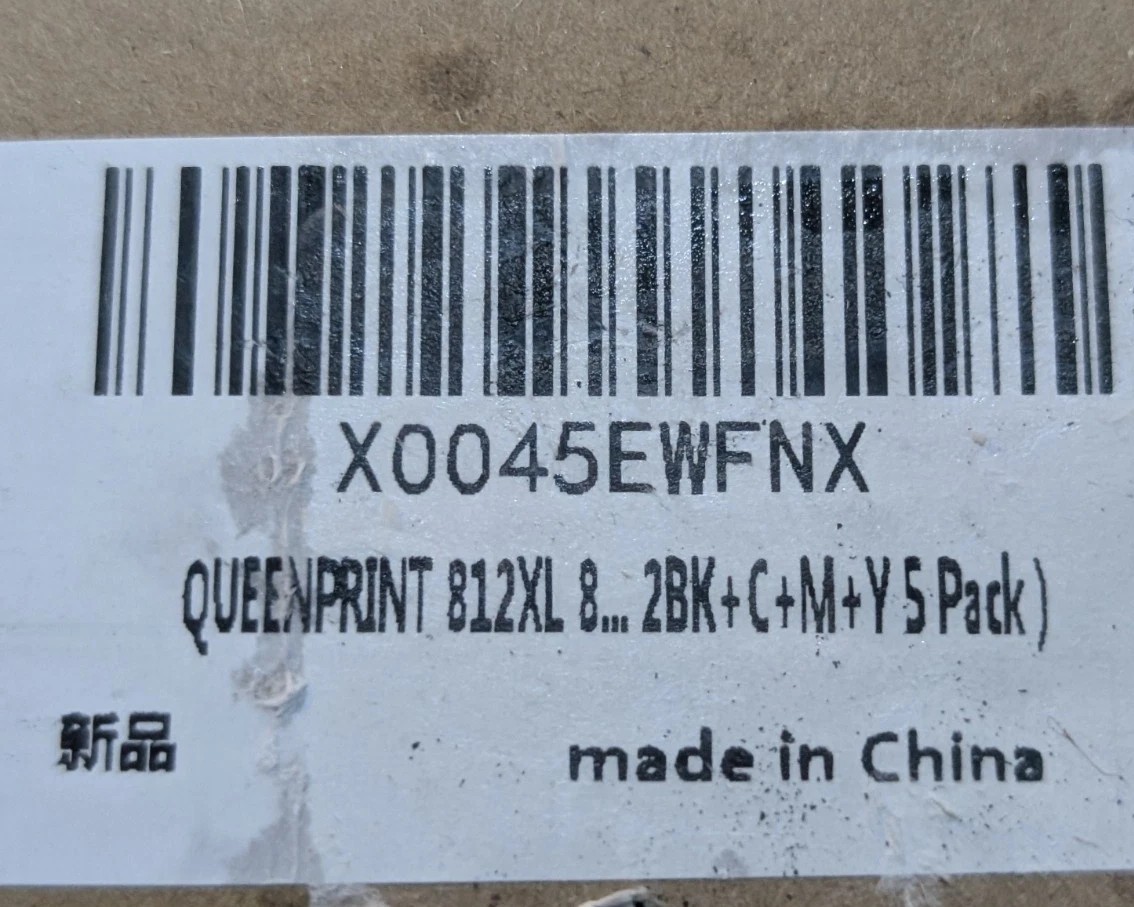 X0045EWFNX
QUEENPRINT 812XL 8... 2BK+C+M+Y 5 Pack )
新品
made in China